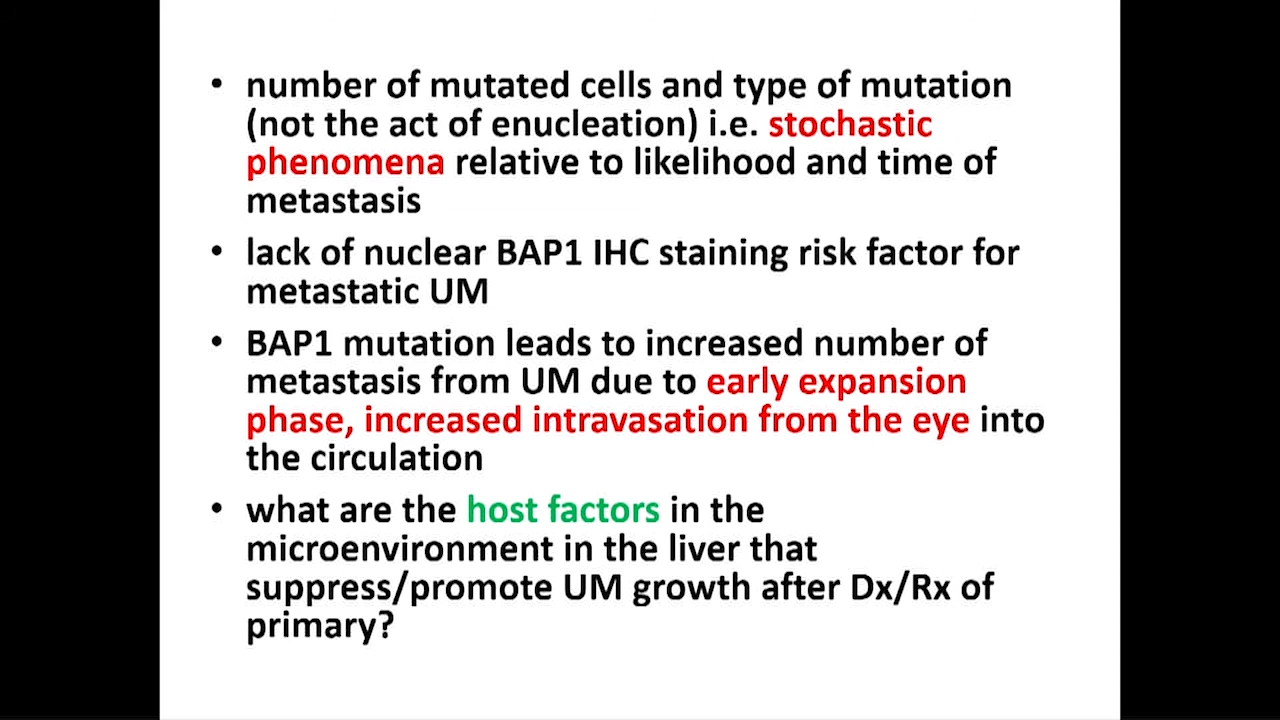 • number of mutated cells and type of mutation
(not the act of enucleation) i.e. stochastic
phenomena relative to likelihood and time of
metastasis
• lack of nuclear BAP1 IHC staining risk factor for
metastatic UM
• BAP1 mutation leads to increased number of
metastasis from UM due to early expansion
phase, increased intravasation from the eye into
the circulation
• what are the host factors in the
microenvironment in the liver that
suppress/promote UM growth after Dx/Rx of
primary?